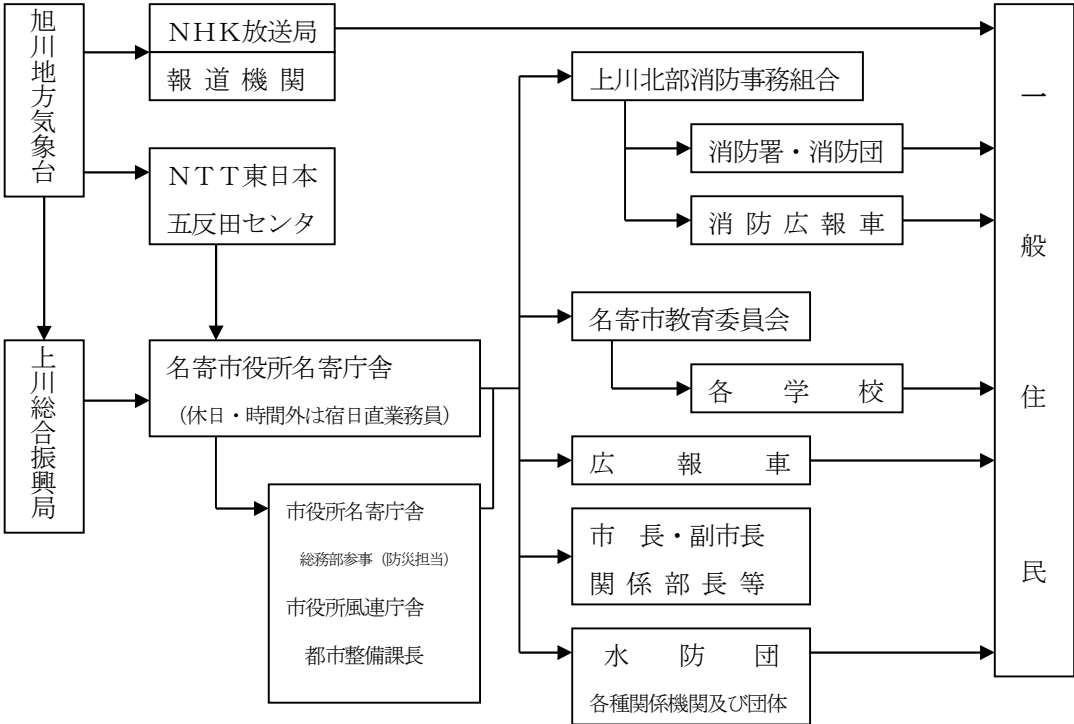 旭川地方気象台
ＮＨＫ放送局
報道機関
ＮＴＴ東日本
五反田センタ
上川総合振興局
名寄市役所名寄庁舎
（休日・時間外は宿日直業務員）
市役所名寄庁舎
総務部参事（防災担当）
市役所風連庁舎
都市整備課長
上川北部消防事務組合
消防署・消防団
消防広報車
名寄市教育委員会
各学校
広報車
市長・副市長
関係部長等
水防団
各種関係機関及び団体
一般住民